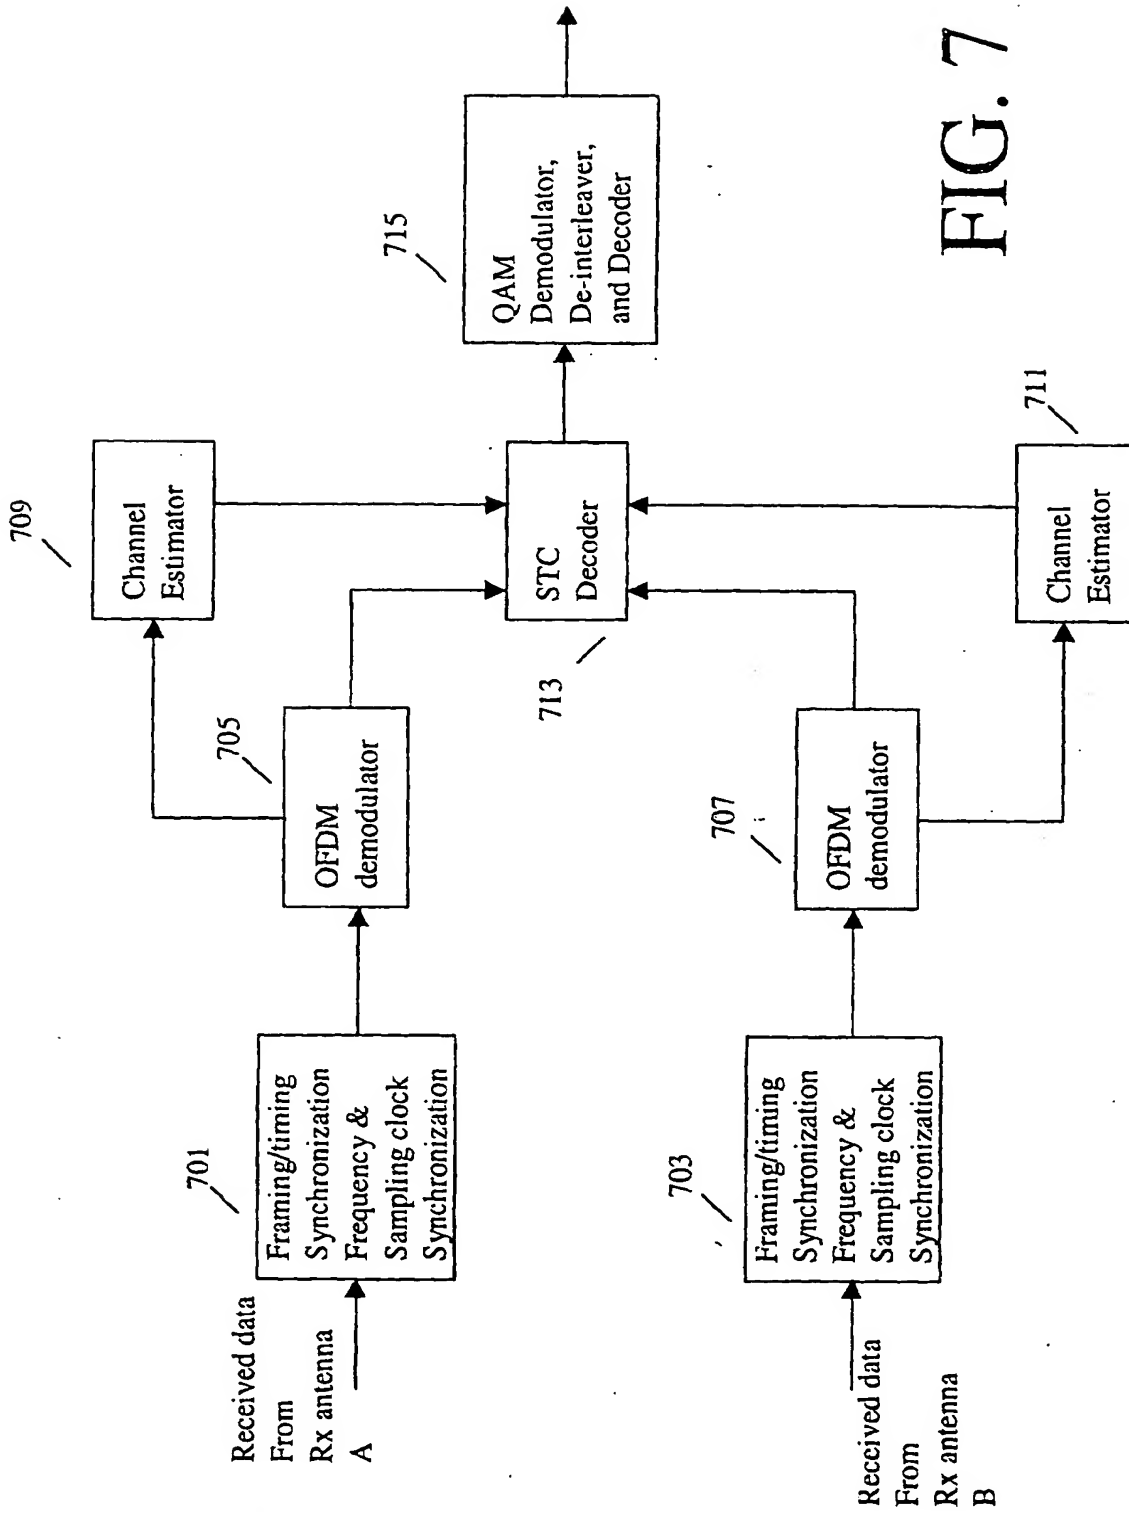 709
Channel
Estimator
705
OFDM
demodulator
701
Framing/timing
Synchronization
Frequency &
Sampling clock
Synchronization
Received data
From
Rx antenna
A
715
QAM
Demodulator,
De-interleaver,
and Decoder
STC
Decoder
713
707
OFDM
demodulator
703
Framing/timing
Synchronization
Frequency &
Sampling clock
Synchronization
Received data
From
Rx antenna
B
711
Channel
Estimator
FIG. 7